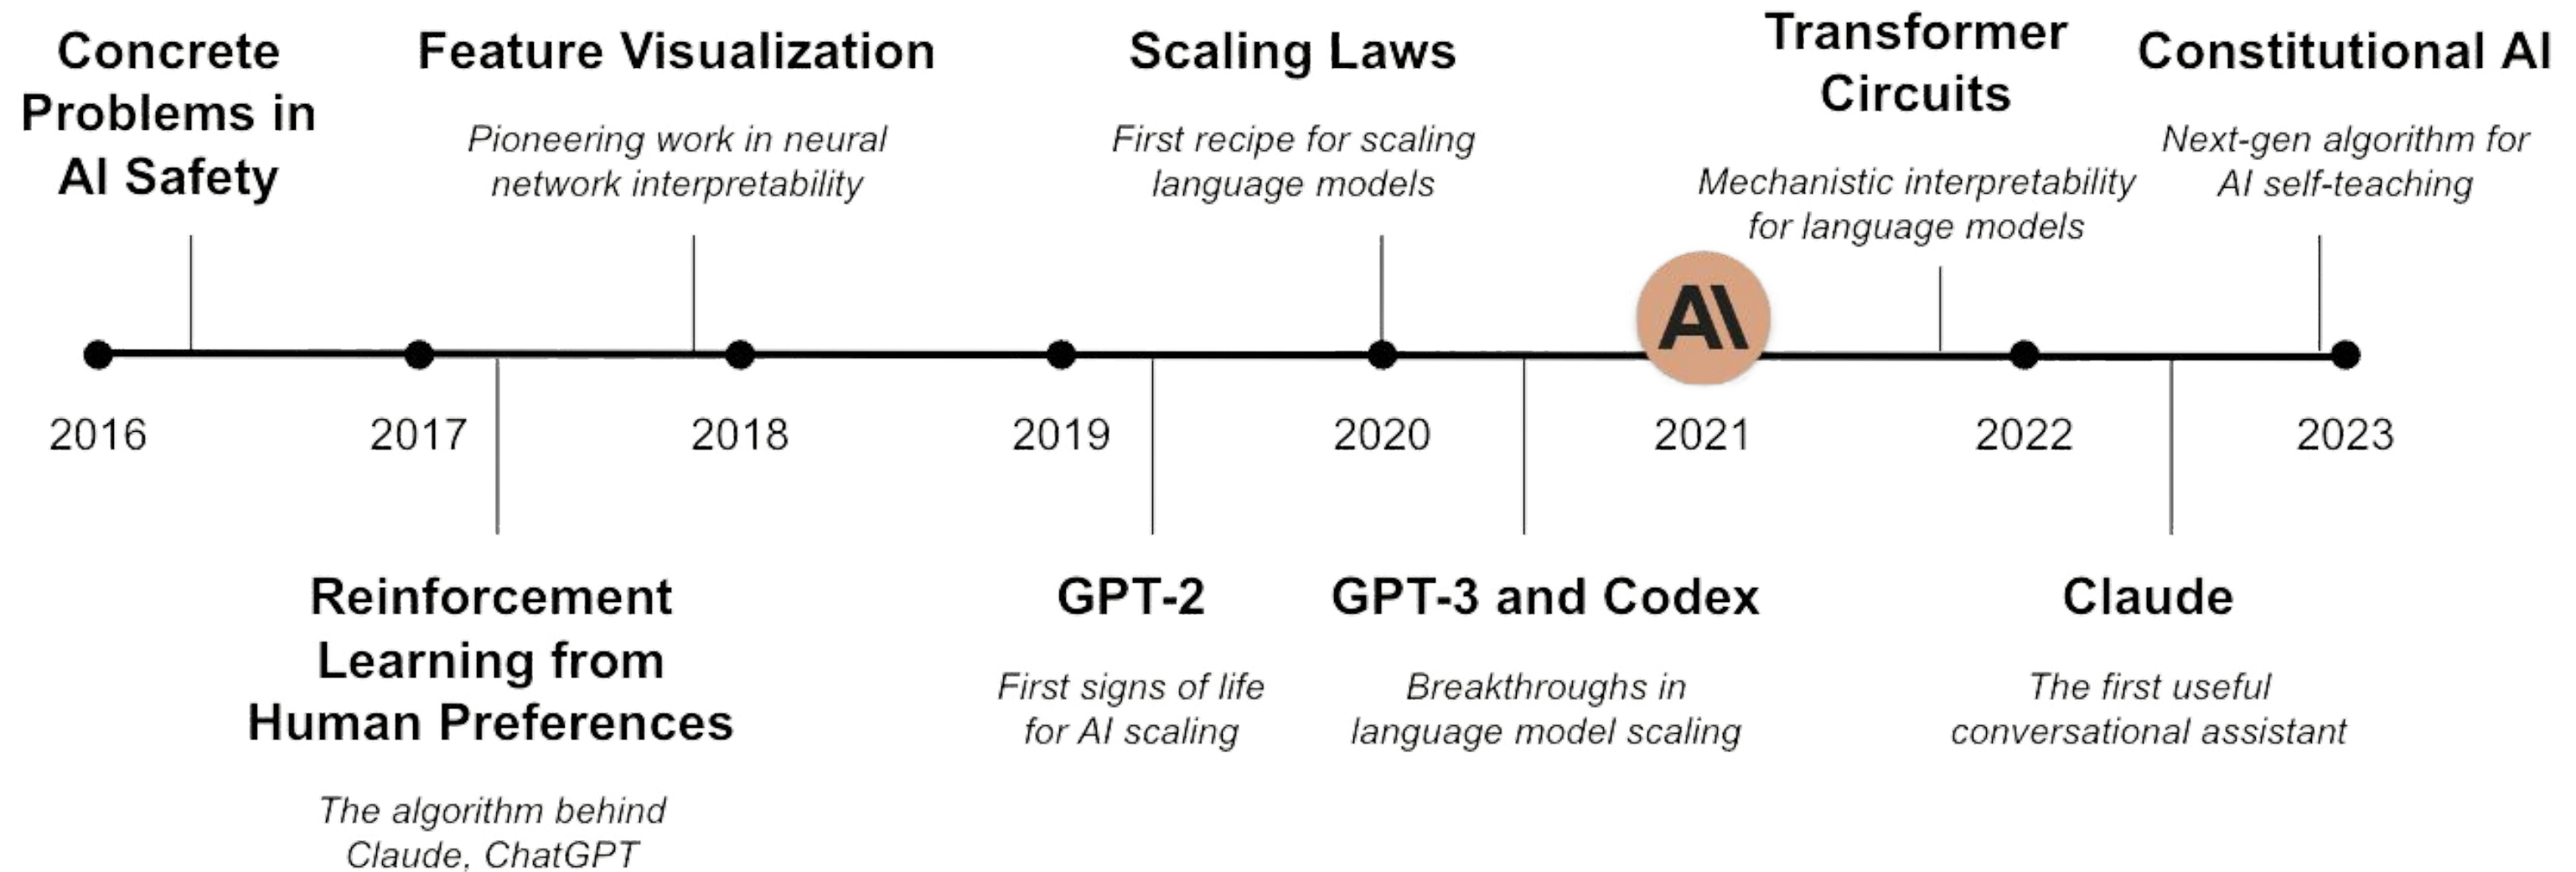 Concrete
Problems in
AI Safety
Feature Visualization
Pioneering work in neural
network interpretability
Scaling Laws
First recipe for scaling
language models
Transformer
Circuits
Mechanistic interpretability
for language models
Constitutional AI
Next-gen algorithm for
AI self-teaching
A\
2016
2017
2018
2019
2020
2021
2022
2023
Reinforcement
Learning from
Human Preferences
The algorithm behind
Claude, ChatGPT
GPT-2
First signs of life
for AI scaling
GPT-3 and Codex
Breakthroughs in
language model scaling
Claude
The first useful
conversational assistant